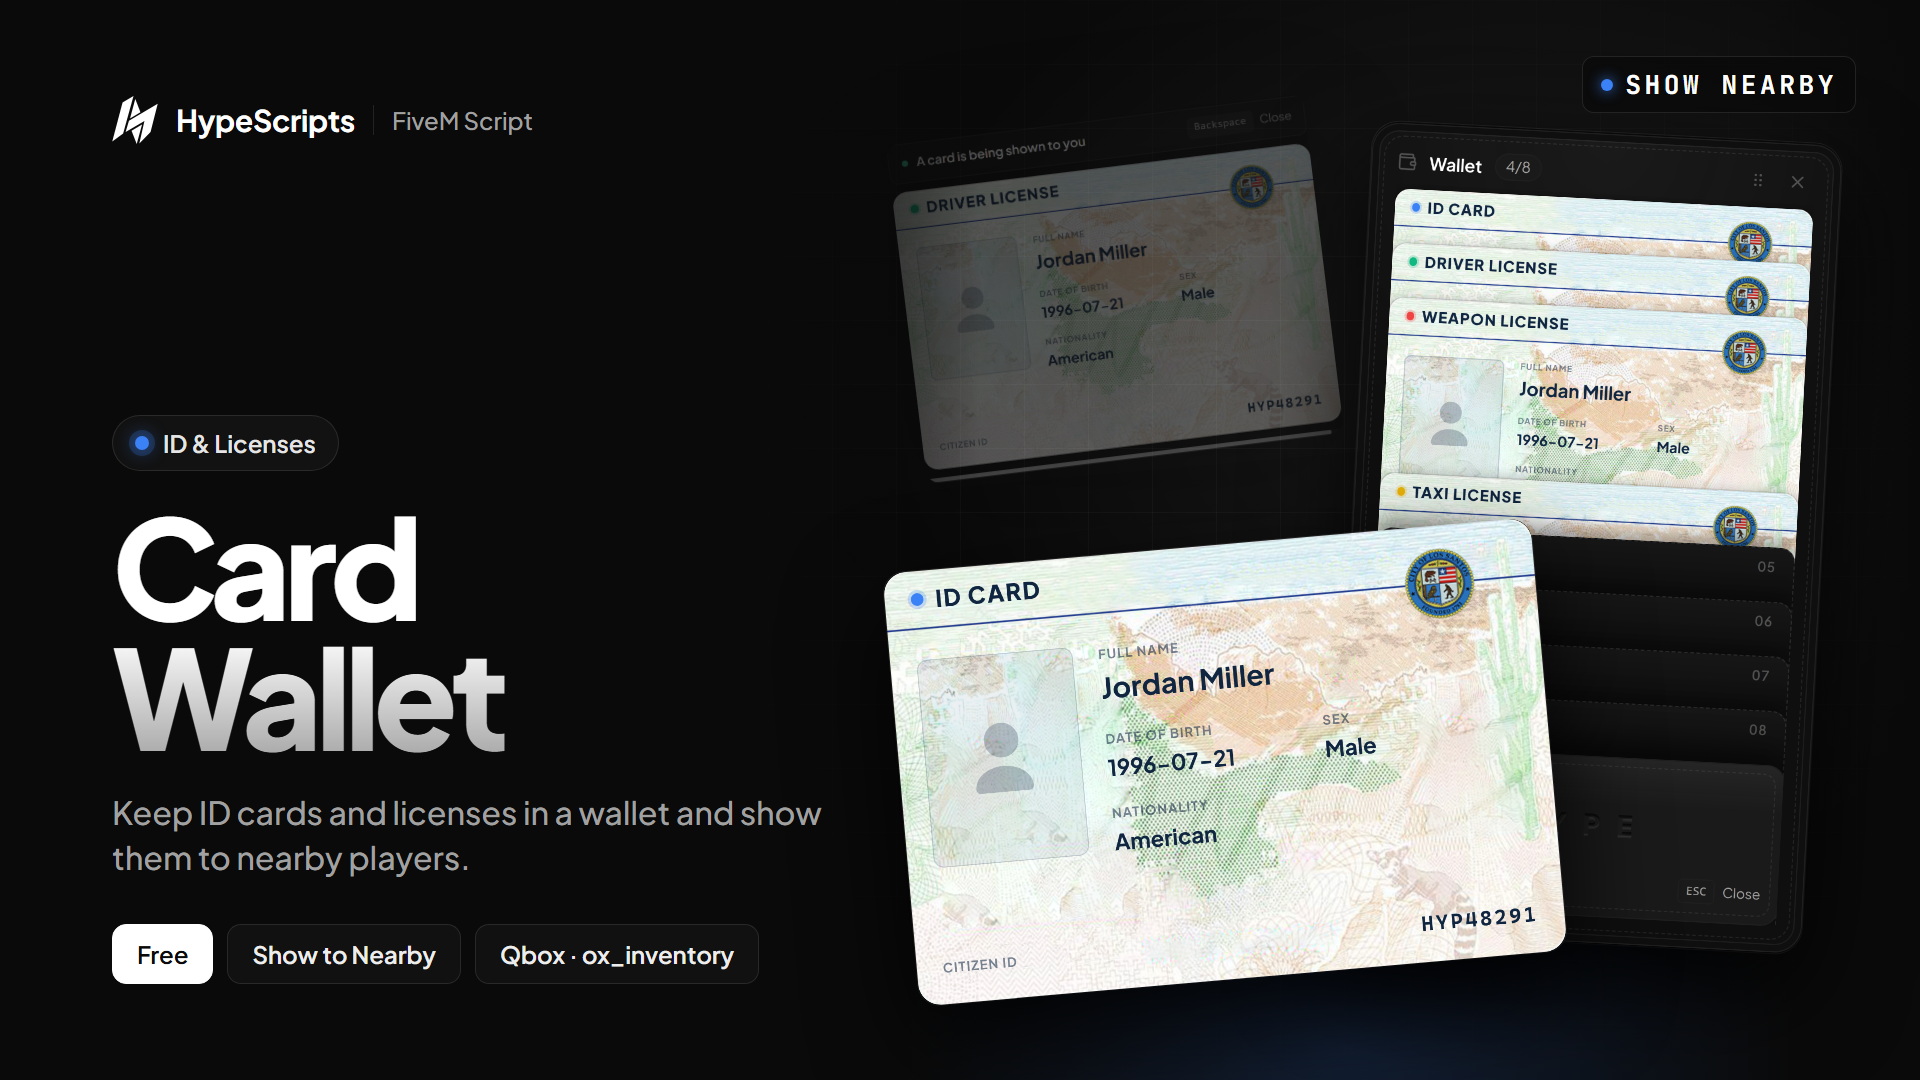 HypeScripts
FiveM Script
SHOW NEARBY
ID & Licenses
Card
Wallet
Keep ID cards and licenses in a wallet and show
them to nearby players.
Free
Show to Nearby
Qbox · ox_inventory
A card is being shown to you
Backspace Close
DRIVER LICENSE
FULL NAME
Jordan Miller
DATE OF BIRTH
1996-07-21
SEX
Male
NATIONALITY
American
HYP48291
CITIZEN ID
Wallet 4/8
ID CARD
DRIVER LICENSE
WEAPON LICENSE
FULL NAME
Jordan Miller
DATE OF BIRTH
1996-07-21
SEX
Male
NATIONALITY
TAXI LICENSE
05
06
07
08
PE
ESC Close
ID CARD
CITY OF LOS SANTOS
FULL NAME
Jordan Miller
DATE OF BIRTH
1996-07-21
SEX
Male
NATIONALITY
American
HYP48291
CITIZEN ID